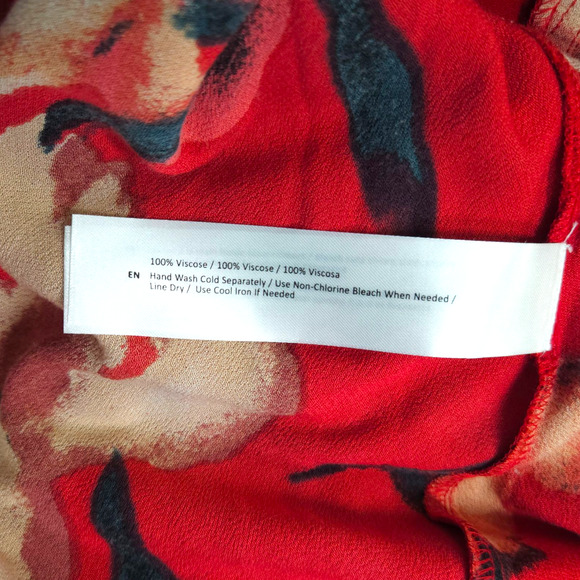 100% Viscose / 100% Viscose / 100% Viscosa
EN Hand Wash Cold Separately / Use Non-Chlorine Bleach When Needed /
Line Dry / Use Cool Iron If Needed